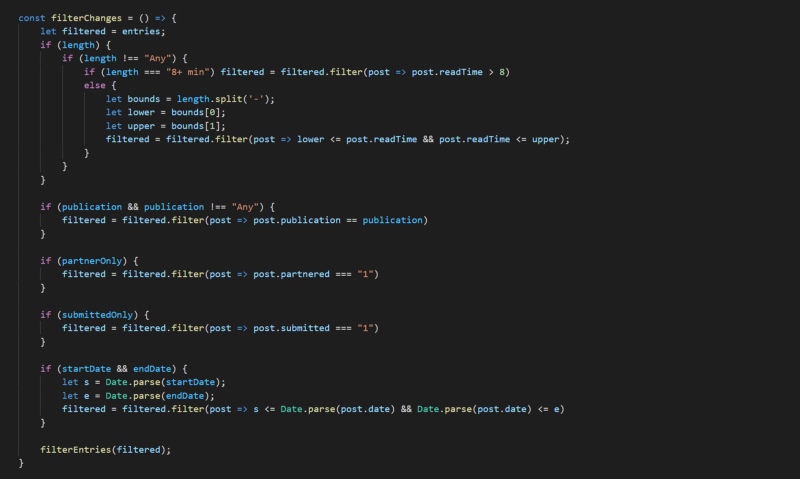 const filterChanges = () => {
    let filtered = entries;
    if (length) {
        if (length !== "Any") {
            if (length === "8+ min") filtered = filtered.filter(post => post.readTime > 8)
            else {
                let bounds = length.split('-');
                let lower = bounds[0];
                let upper = bounds[1];
                filtered = filtered.filter(post => lower <= post.readTime && post.readTime <= upper);
            }
        }
    }

    if (publication && publication !== "Any") {
        filtered = filtered.filter(post => post.publication == publication)
    }

    if (partnerOnly) {
        filtered = filtered.filter(post => post.partnered === "1")
    }

    if (submittedOnly) {
        filtered = filtered.filter(post => post.submitted === "1")
    }

    if (startDate && endDate) {
        let s = Date.parse(startDate);
        let e = Date.parse(endDate);
        filtered = filtered.filter(post => s <= Date.parse(post.date) && Date.parse(post.date) <= e)
    }

    filterEntries(filtered);
}